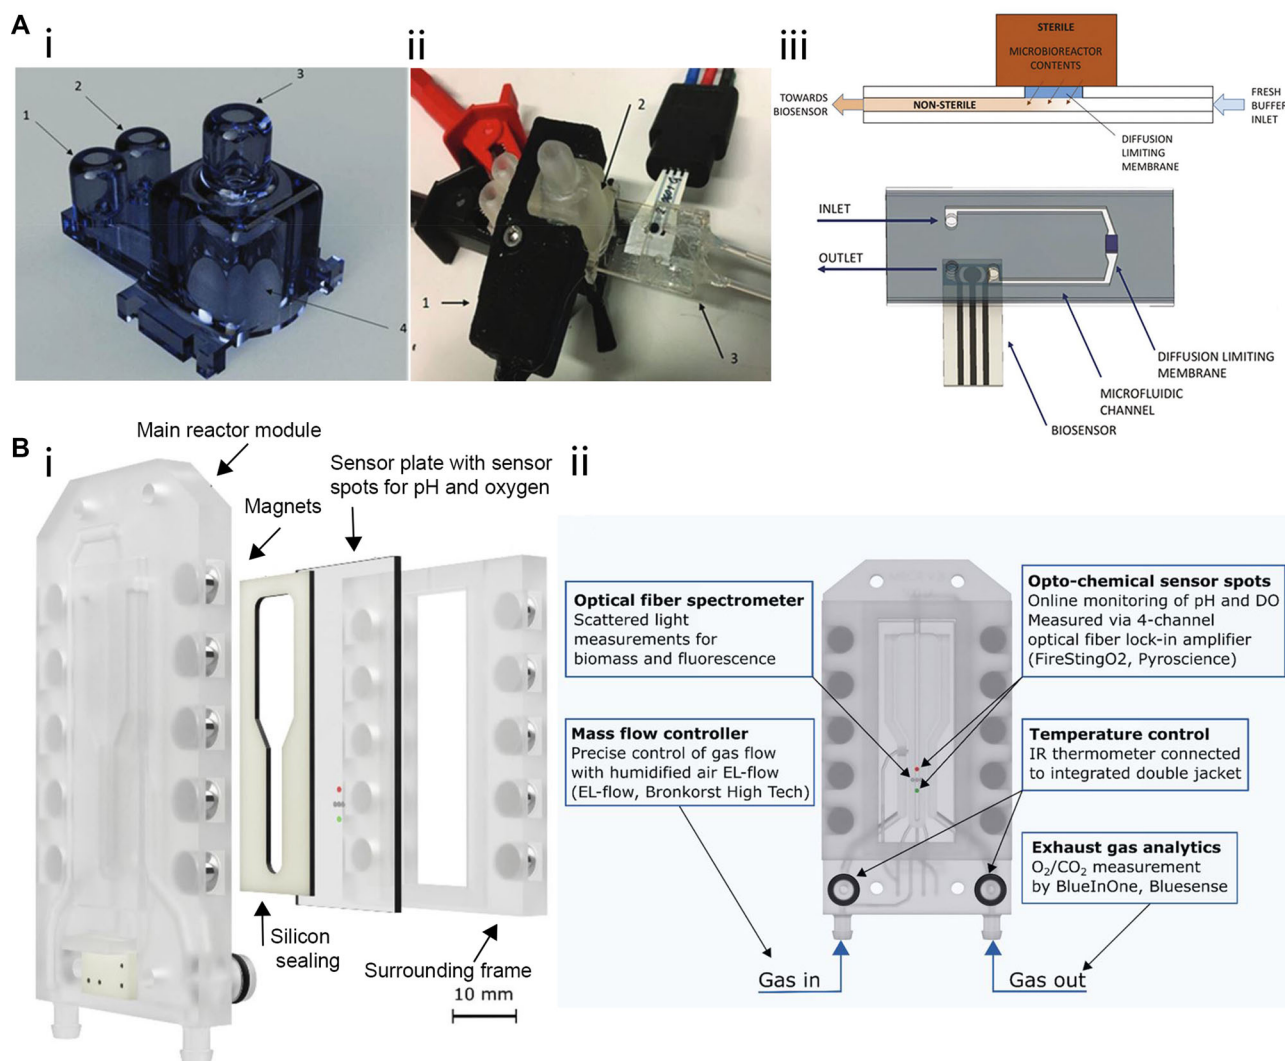 A
i
1
2
3
4
ii
1
2
3
iii
STERILE
MICROBIOREACTOR
CONTENTS
TOWARDS
BIOSENSOR
NON-STERILE
FRESH
BUFFER
INLET
DIFFUSION
LIMITING
MEMBRANE
INLET
OUTLET
DIFFUSION LIMITING
MEMBRANE
MICROFLUIDIC
CHANNEL
BIOSENSOR
B
i
Main reactor module
Magnets
Sensor plate with sensor
spots for pH and oxygen
Silicon
sealing
Surrounding frame
10 mm
ii
Optical fiber spectrometer
Scattered light
measurements for
biomass and fluorescence
Mass flow controller
Precise control of gas flow
with humidified air EL-flow
(EL-flow, Bronkorst High Tech)
Opto-chemical sensor spots
Online monitoring of pH and DO
Measured via 4-channel
optical fiber lock-in amplifier
(FireStingO2, Pyroscience)
Temperature control
IR thermometer connected
to integrated double jacket
Exhaust gas analytics
O₂/CO₂ measurement
by BlueInOne, Bluesense
Gas in
Gas out